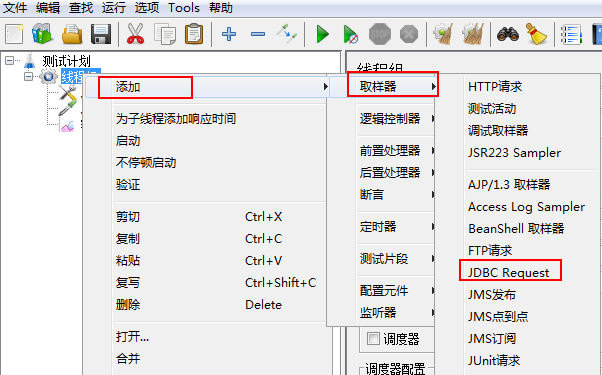 文件 编辑 查找 运行 选项 Tools 帮助
测试计划
线程组
添加
为子线程添加响应时间
启动
不停顿启动
验证
剪切 Ctrl+X
复制 Ctrl+C
粘贴 Ctrl+V
复写 Ctrl+Shift+C
删除 Delete
打开...
合并
线程组
取样器
逻辑控制器
前置处理器
后置处理器
断言
定时器
测试片段
配置元件
监听器
调度器
调度器配置
HTTP请求
测试活动
调试取样器
JSR223 Sampler
AJP/1.3 取样器
Access Log Sampler
BeanShell 取样器
FTP请求
JDBC Request
JMS发布
JMS点到点
JMS订阅
JUnit请求